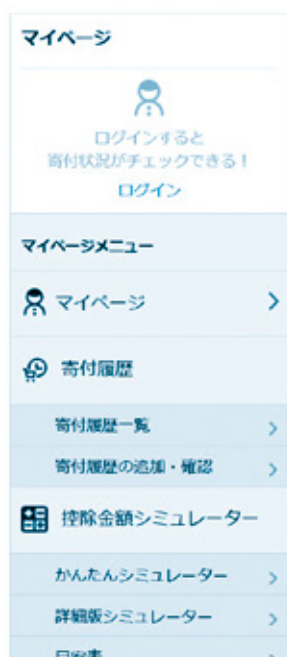 マイページ
ログインすると
寄付状況がチェックできる！
ログイン
マイページメニュー
マイページ
寄付履歴
寄付履歴一覧
寄付履歴の追加・確認
控除金額シミュレーター
かんたんシミュレーター
詳細版シミュレーター